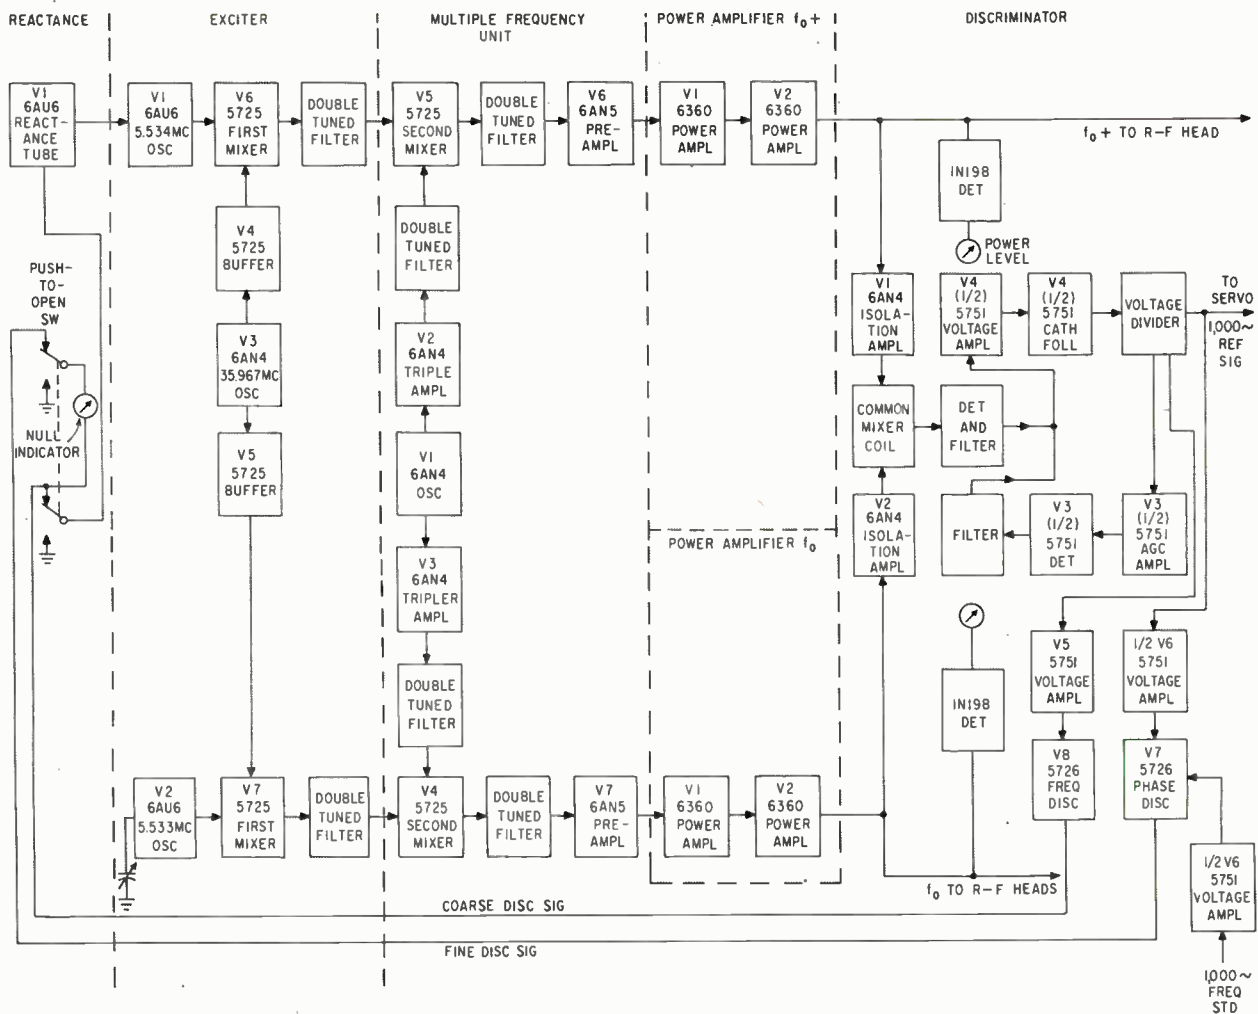 REACTANCE
EXCITER
MULTIPLE FREQUENCY
UNIT
POWER AMPLIFIER f₀+
DISCRIMINATOR
V1
6AU6
REACT-
ANCE
TUBE
V1
6AU6
5.534MC
OSC
V6
5725
FIRST
MIXER
DOUBLE
TUNED
FILTER
V5
5725
SECOND
MIXER
DOUBLE
TUNED
FILTER
V6
6AN5
PRE-
AMPL
V1
6360
POWER
AMPL
V2
6360
POWER
AMPL
f₀+ TO R-F HEAD
IN198
DET
POWER
LEVEL
V4
5725
BUFFER
DOUBLE
TUNED
FILTER
PUSH-
TO-
OPEN
SW
V3
6AN4
35.967MC
OSC
V2
6AN4
TRIPLE
AMPL
V1
6AN4
ISOLA-
TION
AMPL
V4
(1/2)
5751
VOLTAGE
AMPL
V4
(1/2)
5751
CATH
FOLL
VOLTAGE
DIVIDER
TO
SERVO
1,000~
REF
SIG
NULL
INDICATOR
COMMON
MIXER
COIL
DET
AND
FILTER
V5
5725
BUFFER
V1
6AN4
OSC
V2
6AN4
ISOLA-
TION
AMPL
FILTER
V3
(1/2)
5751
DET
V3
(1/2)
5751
AGC
AMPL
POWER AMPLIFIER f₀
V3
6AN4
TRIPLER
AMPL
DOUBLE
TUNED
FILTER
IN198
DET
V5
5751
VOLTAGE
AMPL
1/2 V6
5751
VOLTAGE
AMPL
V8
5726
FREQ
DISC
V7
5726
PHASE
DISC
V2
6AU6
5.533MC
OSC
V7
5725
FIRST
MIXER
DOUBLE
TUNED
FILTER
V4
5725
SECOND
MIXER
DOUBLE
TUNED
FILTER
V7
6AN5
PRE-
AMPL
V1
6360
POWER
AMPL
V2
6360
POWER
AMPL
f₀ TO R-F HEADS
1/2 V6
5751
VOLTAGE
AMPL
COARSE DISC SIG
FINE DISC SIG
1,000~
FREQ
STD